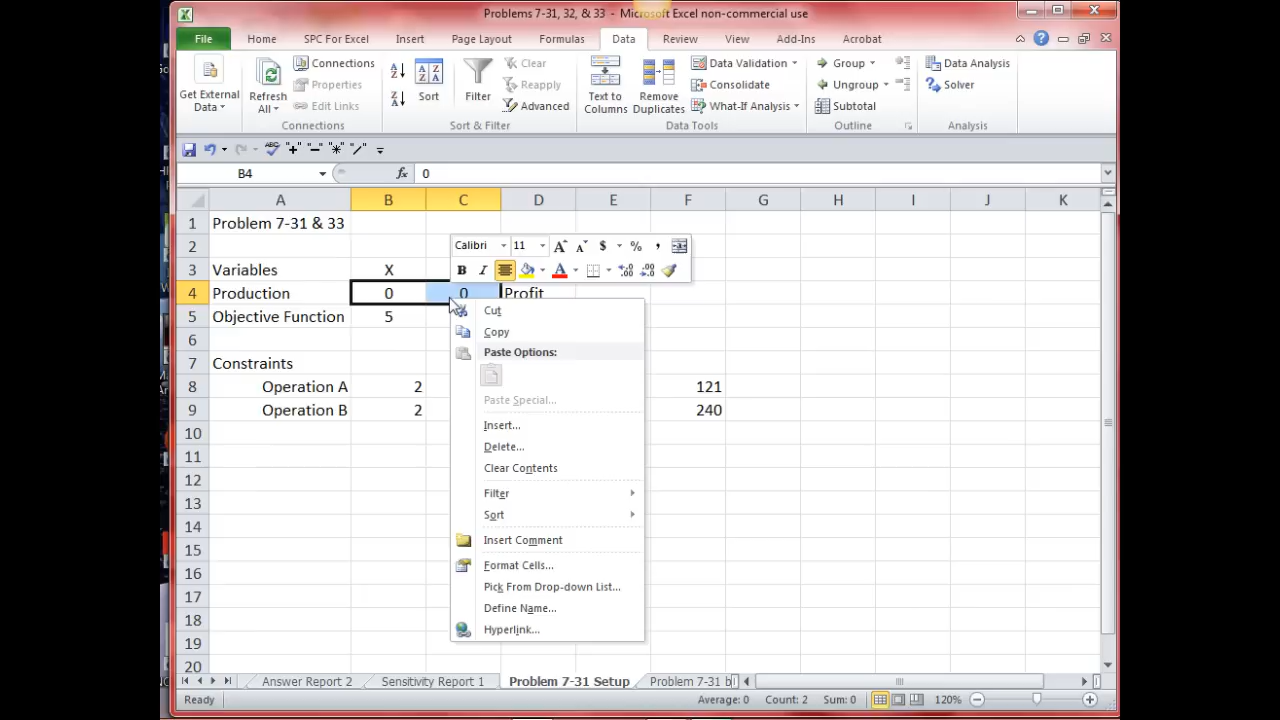 Problems 7-31, 32, & 33 - Microsoft Excel non-commercial use
File Home SPC For Excel Insert Page Layout Formulas Data Review View Add-Ins Acrobat
Get External Data
Refresh All
Connections
Properties
Edit Links
Connections
Sort
Filter
Clear
Reapply
Advanced
Sort & Filter
Text to Columns
Remove Duplicates
Data Validation
Consolidate
What-If Analysis
Data Tools
Group
Ungroup
Subtotal
Outline
Data Analysis
Solver
Analysis
B4 fx 0
A B C D E F G H I J K
1 Problem 7-31 & 33
2
3 Variables X
4 Production 0 0 Profit
5 Objective Function 5
6
7 Constraints
8 Operation A 2 121
9 Operation B 2 240
10
11
12
13
14
15
16
17
18
19
20
Calibri 11 A A $ % ,
B I A
Cut
Copy
Paste Options:
Paste Special...
Insert...
Delete...
Clear Contents
Filter
Sort
Insert Comment
Format Cells...
Pick From Drop-down List...
Define Name...
Hyperlink...
Answer Report 2 Sensitivity Report 1 Problem 7-31 Setup Problem 7-31 b
Ready Average: 0 Count: 2 Sum: 0 120%